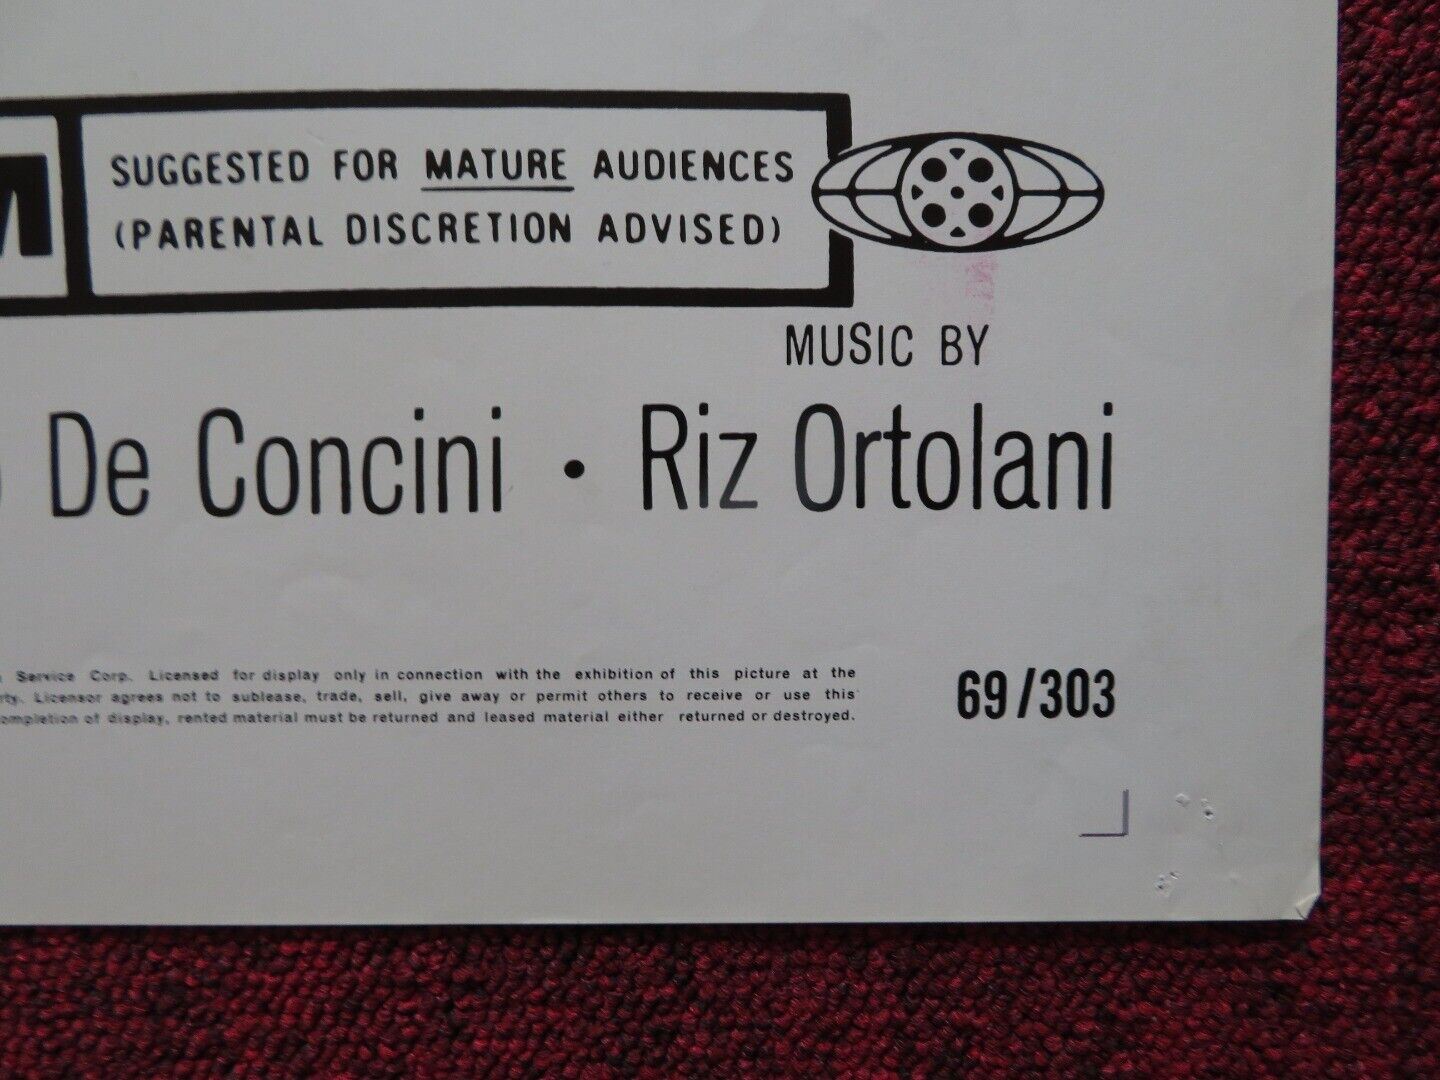 M
SUGGESTED FOR MATURE AUDIENCES
(PARENTAL DISCRETION ADVISED)
MUSIC BY
De Concini · Riz Ortolani
Service Corp. Licensed for display only in connection with the exhibition of this picture at the
Licensor agrees not to sublease, trade, sell, give away or permit others to receive or use this
of display, rented material must be returned and leased material either returned or destroyed.
69/303